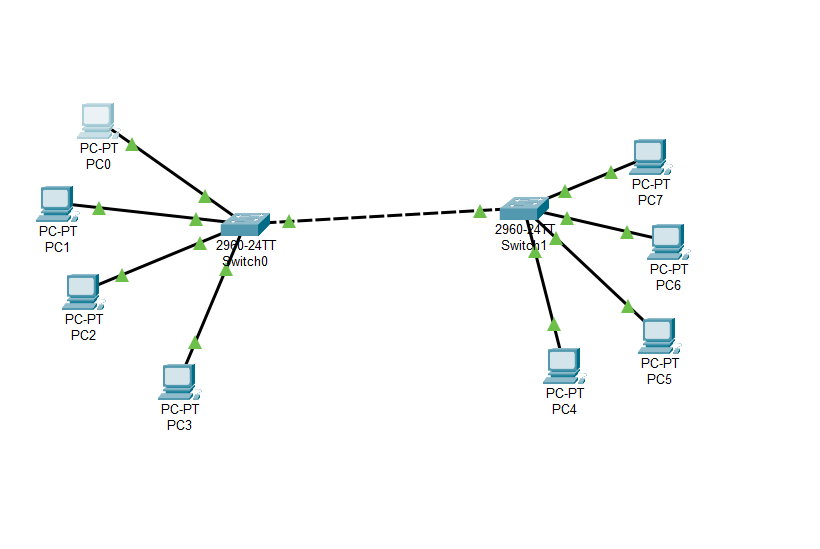 PC-PT
PC0
PC-PT
PC1
PC-PT
PC2
PC-PT
PC3
2960-24TT
Switch0
2960-24TT
Switch1
PC-PT
PC7
PC-PT
PC6
PC-PT
PC5
PC-PT
PC4